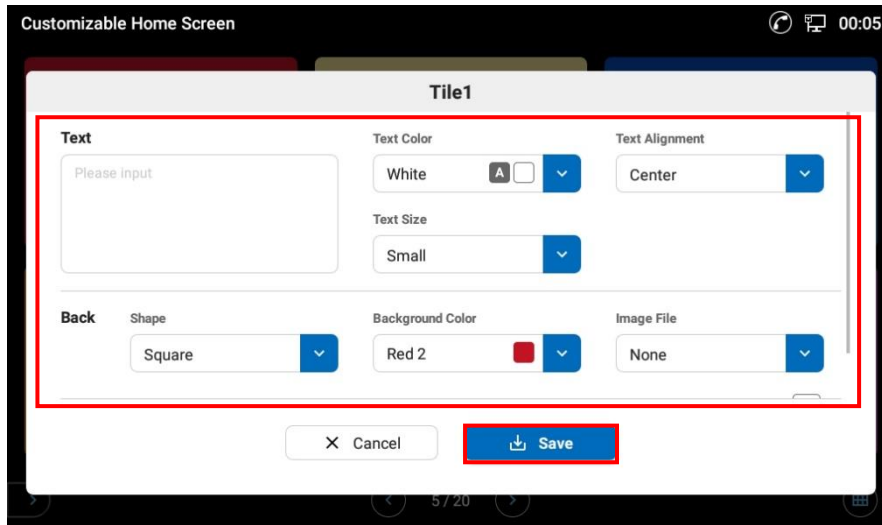 Customizable Home Screen
00:05
Tile1
Text
Please input
Text Color
White
A
Text Alignment
Center
Text Size
Small
Back
Shape
Square
Background Color
Red 2
Image File
None
Cancel
Save
5/20